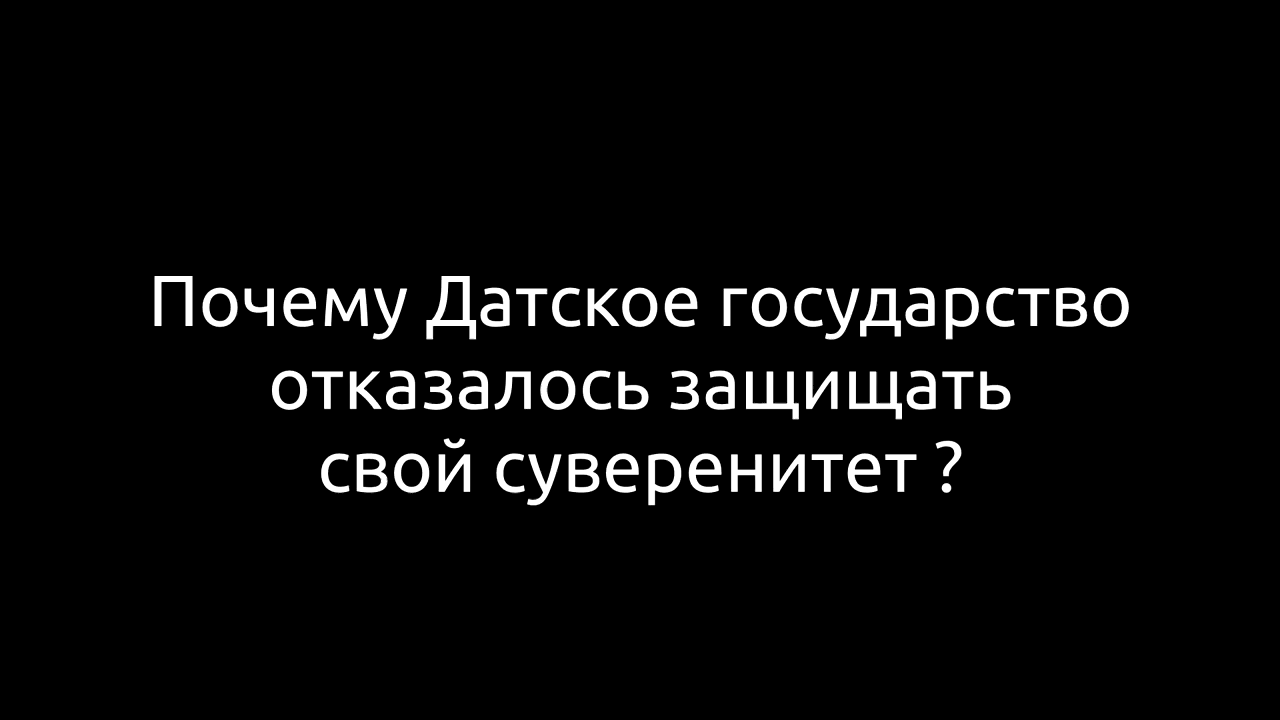 Почему Датское государство
отказалось защищать
свой суверенитет ?